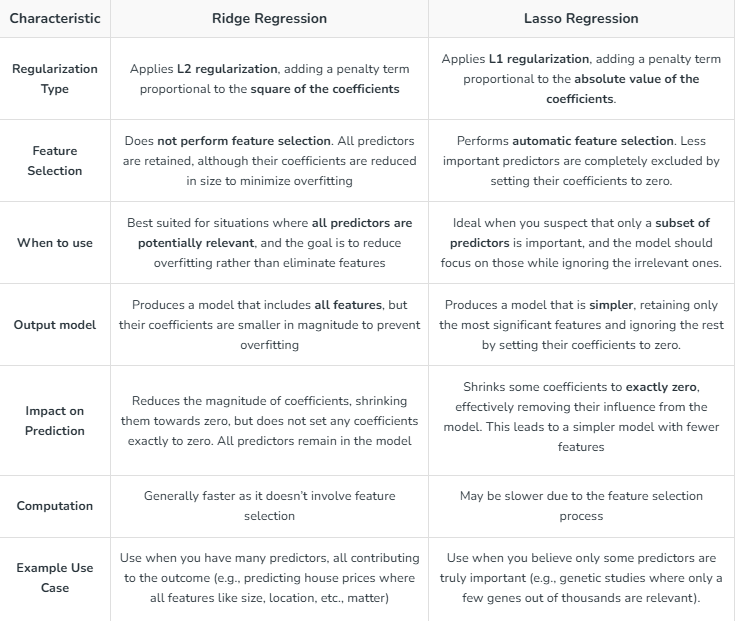 Characteristic
Ridge Regression
Lasso Regression
Regularization
Type
Applies L2 regularization, adding a penalty term
proportional to the square of the coefficients
Applies L1 regularization, adding a penalty term
proportional to the absolute value of the
coefficients.
Feature
Selection
Does not perform feature selection. All predictors
are retained, although their coefficients are reduced
in size to minimize overfitting
Performs automatic feature selection. Less
important predictors are completely excluded by
setting their coefficients to zero.
When to use
Best suited for situations where all predictors are
potentially relevant, and the goal is to reduce
overfitting rather than eliminate features
Ideal when you suspect that only a subset of
predictors is important, and the model should
focus on those while ignoring the irrelevant ones.
Output model
Produces a model that includes all features, but
their coefficients are smaller in magnitude to prevent
overfitting
Produces a model that is simpler, retaining only
the most significant features and ignoring the rest
by setting their coefficients to zero.
Impact on
Prediction
Reduces the magnitude of coefficients, shrinking
them towards zero, but does not set any coefficients
exactly to zero. All predictors remain in the model
Shrinks some coefficients to exactly zero,
effectively removing their influence from the
model. This leads to a simpler model with fewer
features
Computation
Generally faster as it doesn't involve feature
selection
May be slower due to the feature selection
process
Example Use
Case
Use when you have many predictors, all contributing
to the outcome (e.g., predicting house prices where
all features like size, location, etc., matter)
Use when you believe only some predictors are
truly important (e.g., genetic studies where only a
few genes out of thousands are relevant).